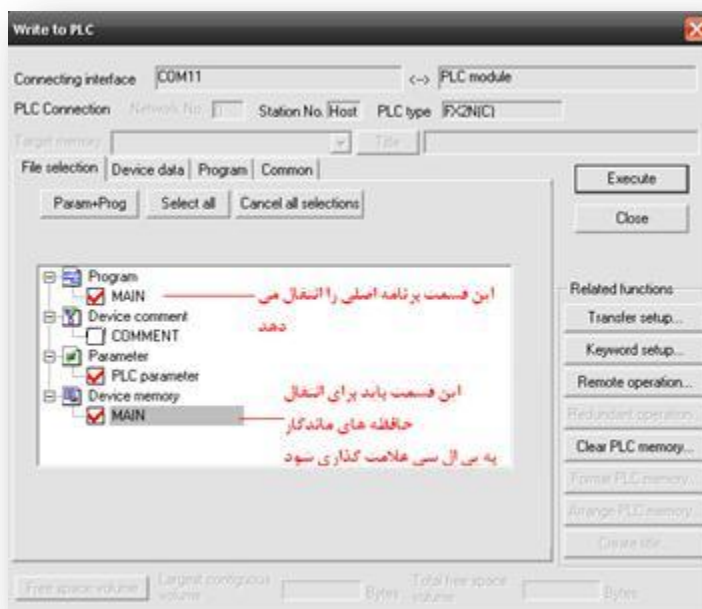 Write to PLC
Connecting interface COM11 <--> PLC module
PLC Connection Network No. Station No. Host PLC type FX2N(C)
Target memory Title
File selection Device data Program Common
Execute
Param+Prog Select all Cancel all selections
Close
Program
MAIN
این قسمت برنامه اصلی را انتقال می
دهد
Device comment
COMMENT
Parameter
PLC parameter
Device memory
MAIN
این قسمت باید برای انتقال
حافظه های ماندگار
به پی ال سی علامت گذاری شود
Related functions
Transfer setup...
Keyword setup...
Remote operation...
Redundant operation...
Clear PLC memory...
Format PLC memory...
Arrange PLC memory...
Create title...
Free space volume Largest contiguous
volume Bytes Total free space
volume Bytes